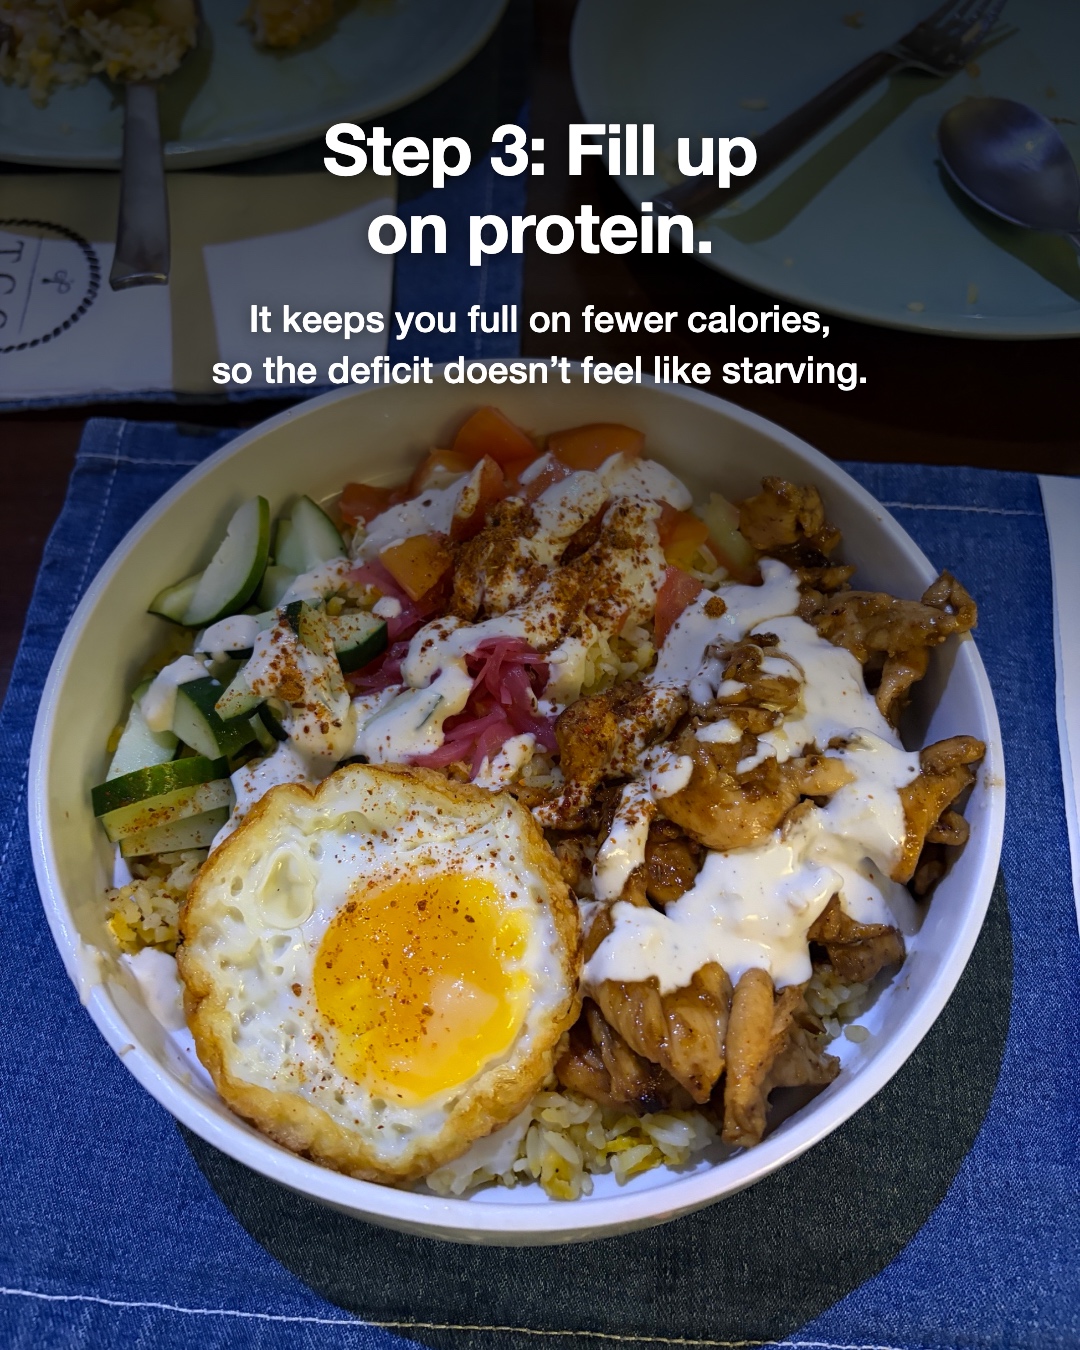 Step 3: Fill up
on protein.
It keeps you full on fewer calories,
so the deficit doesn’t feel like starving.